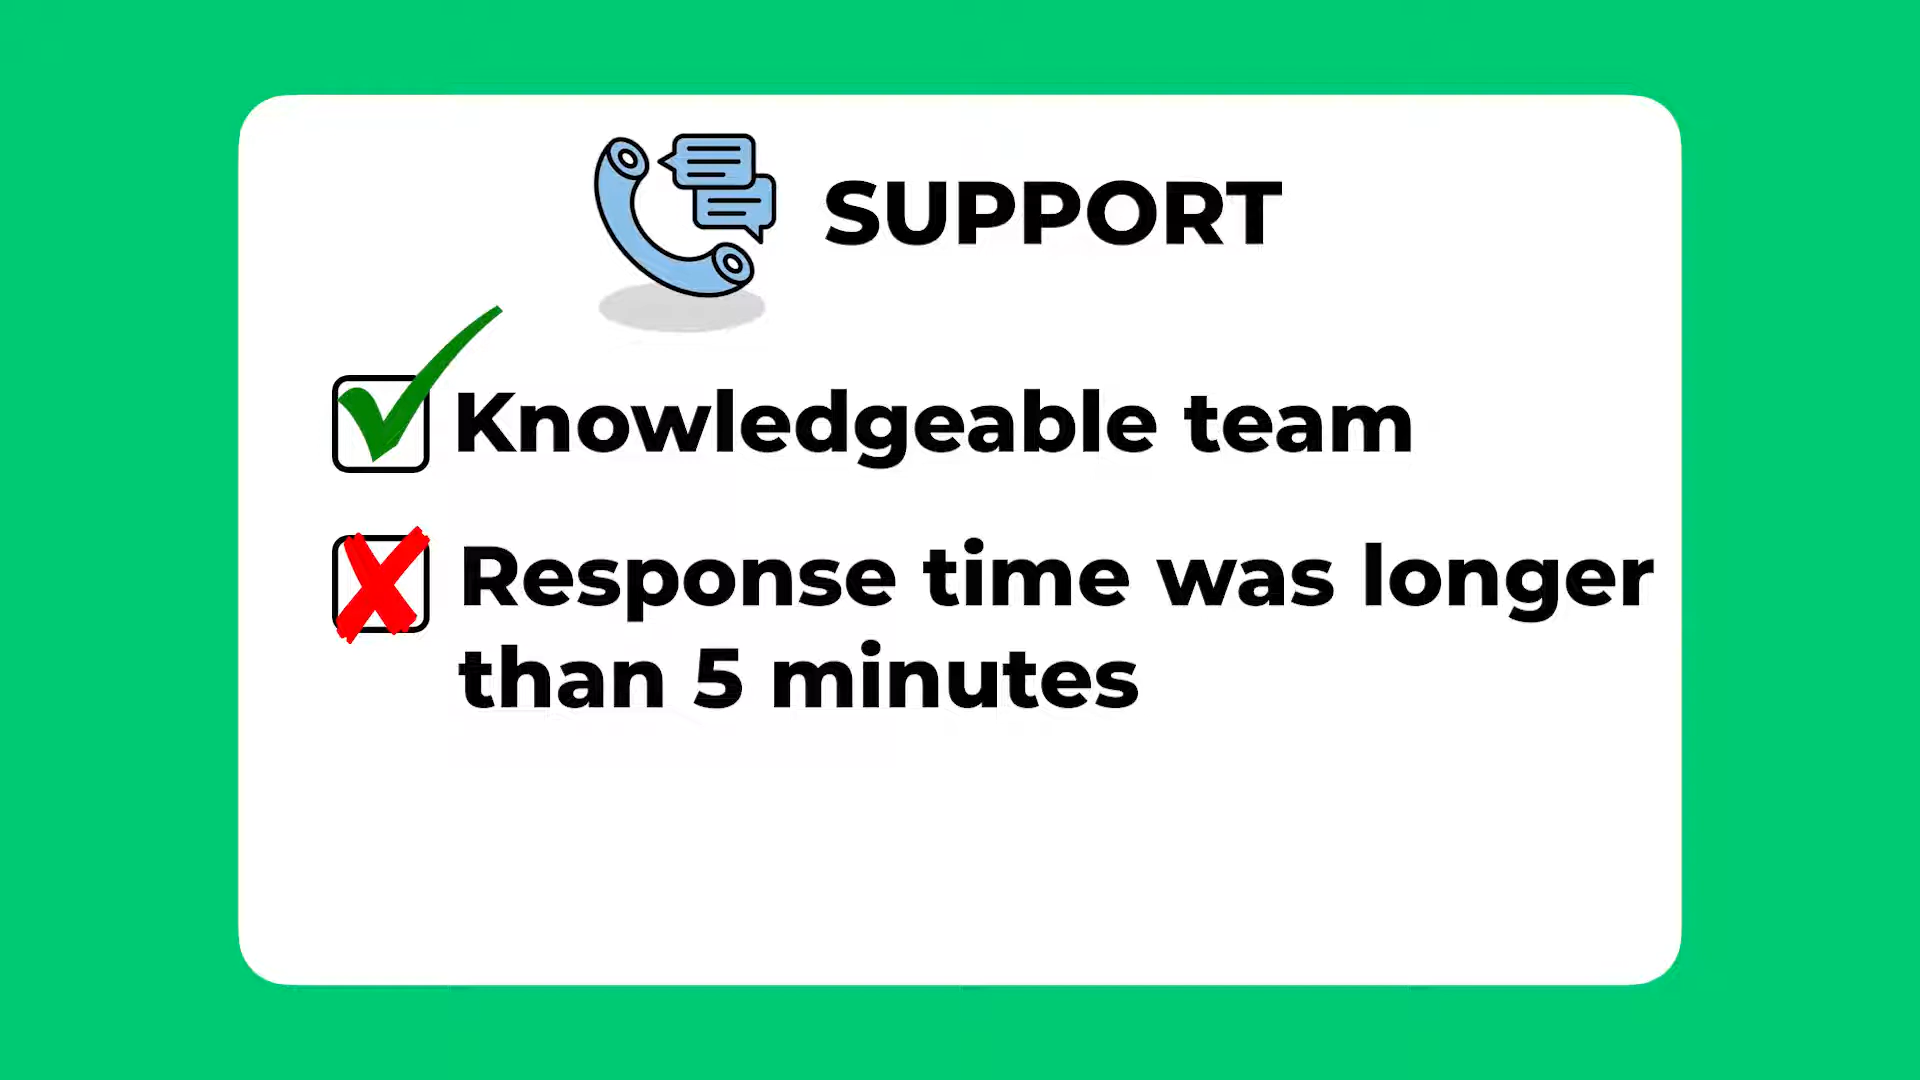 SUPPORT
Knowledgeable team
Response time was longer
than 5 minutes